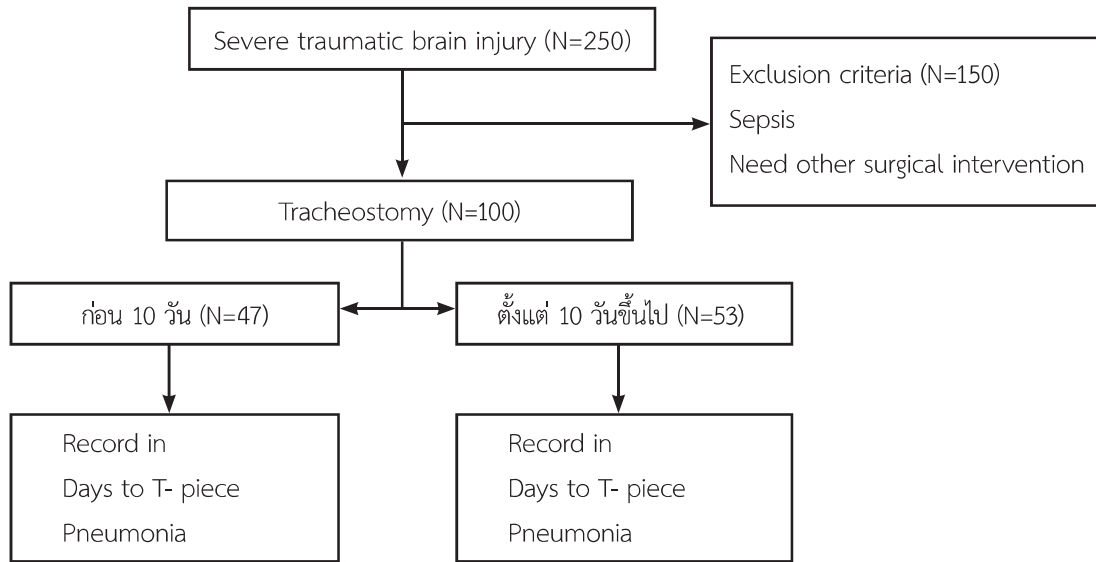 Severe traumatic brain injury (N=250)
Exclusion criteria (N=150)
Sepsis
Need other surgical intervention
Tracheostomy (N=100)
ก่อน 10 วัน (N=47)
ตั้งแต่ 10 วันขึ้นไป (N=53)
Record in
Days to T- piece
Pneumonia
Record in
Days to T- piece
Pneumonia